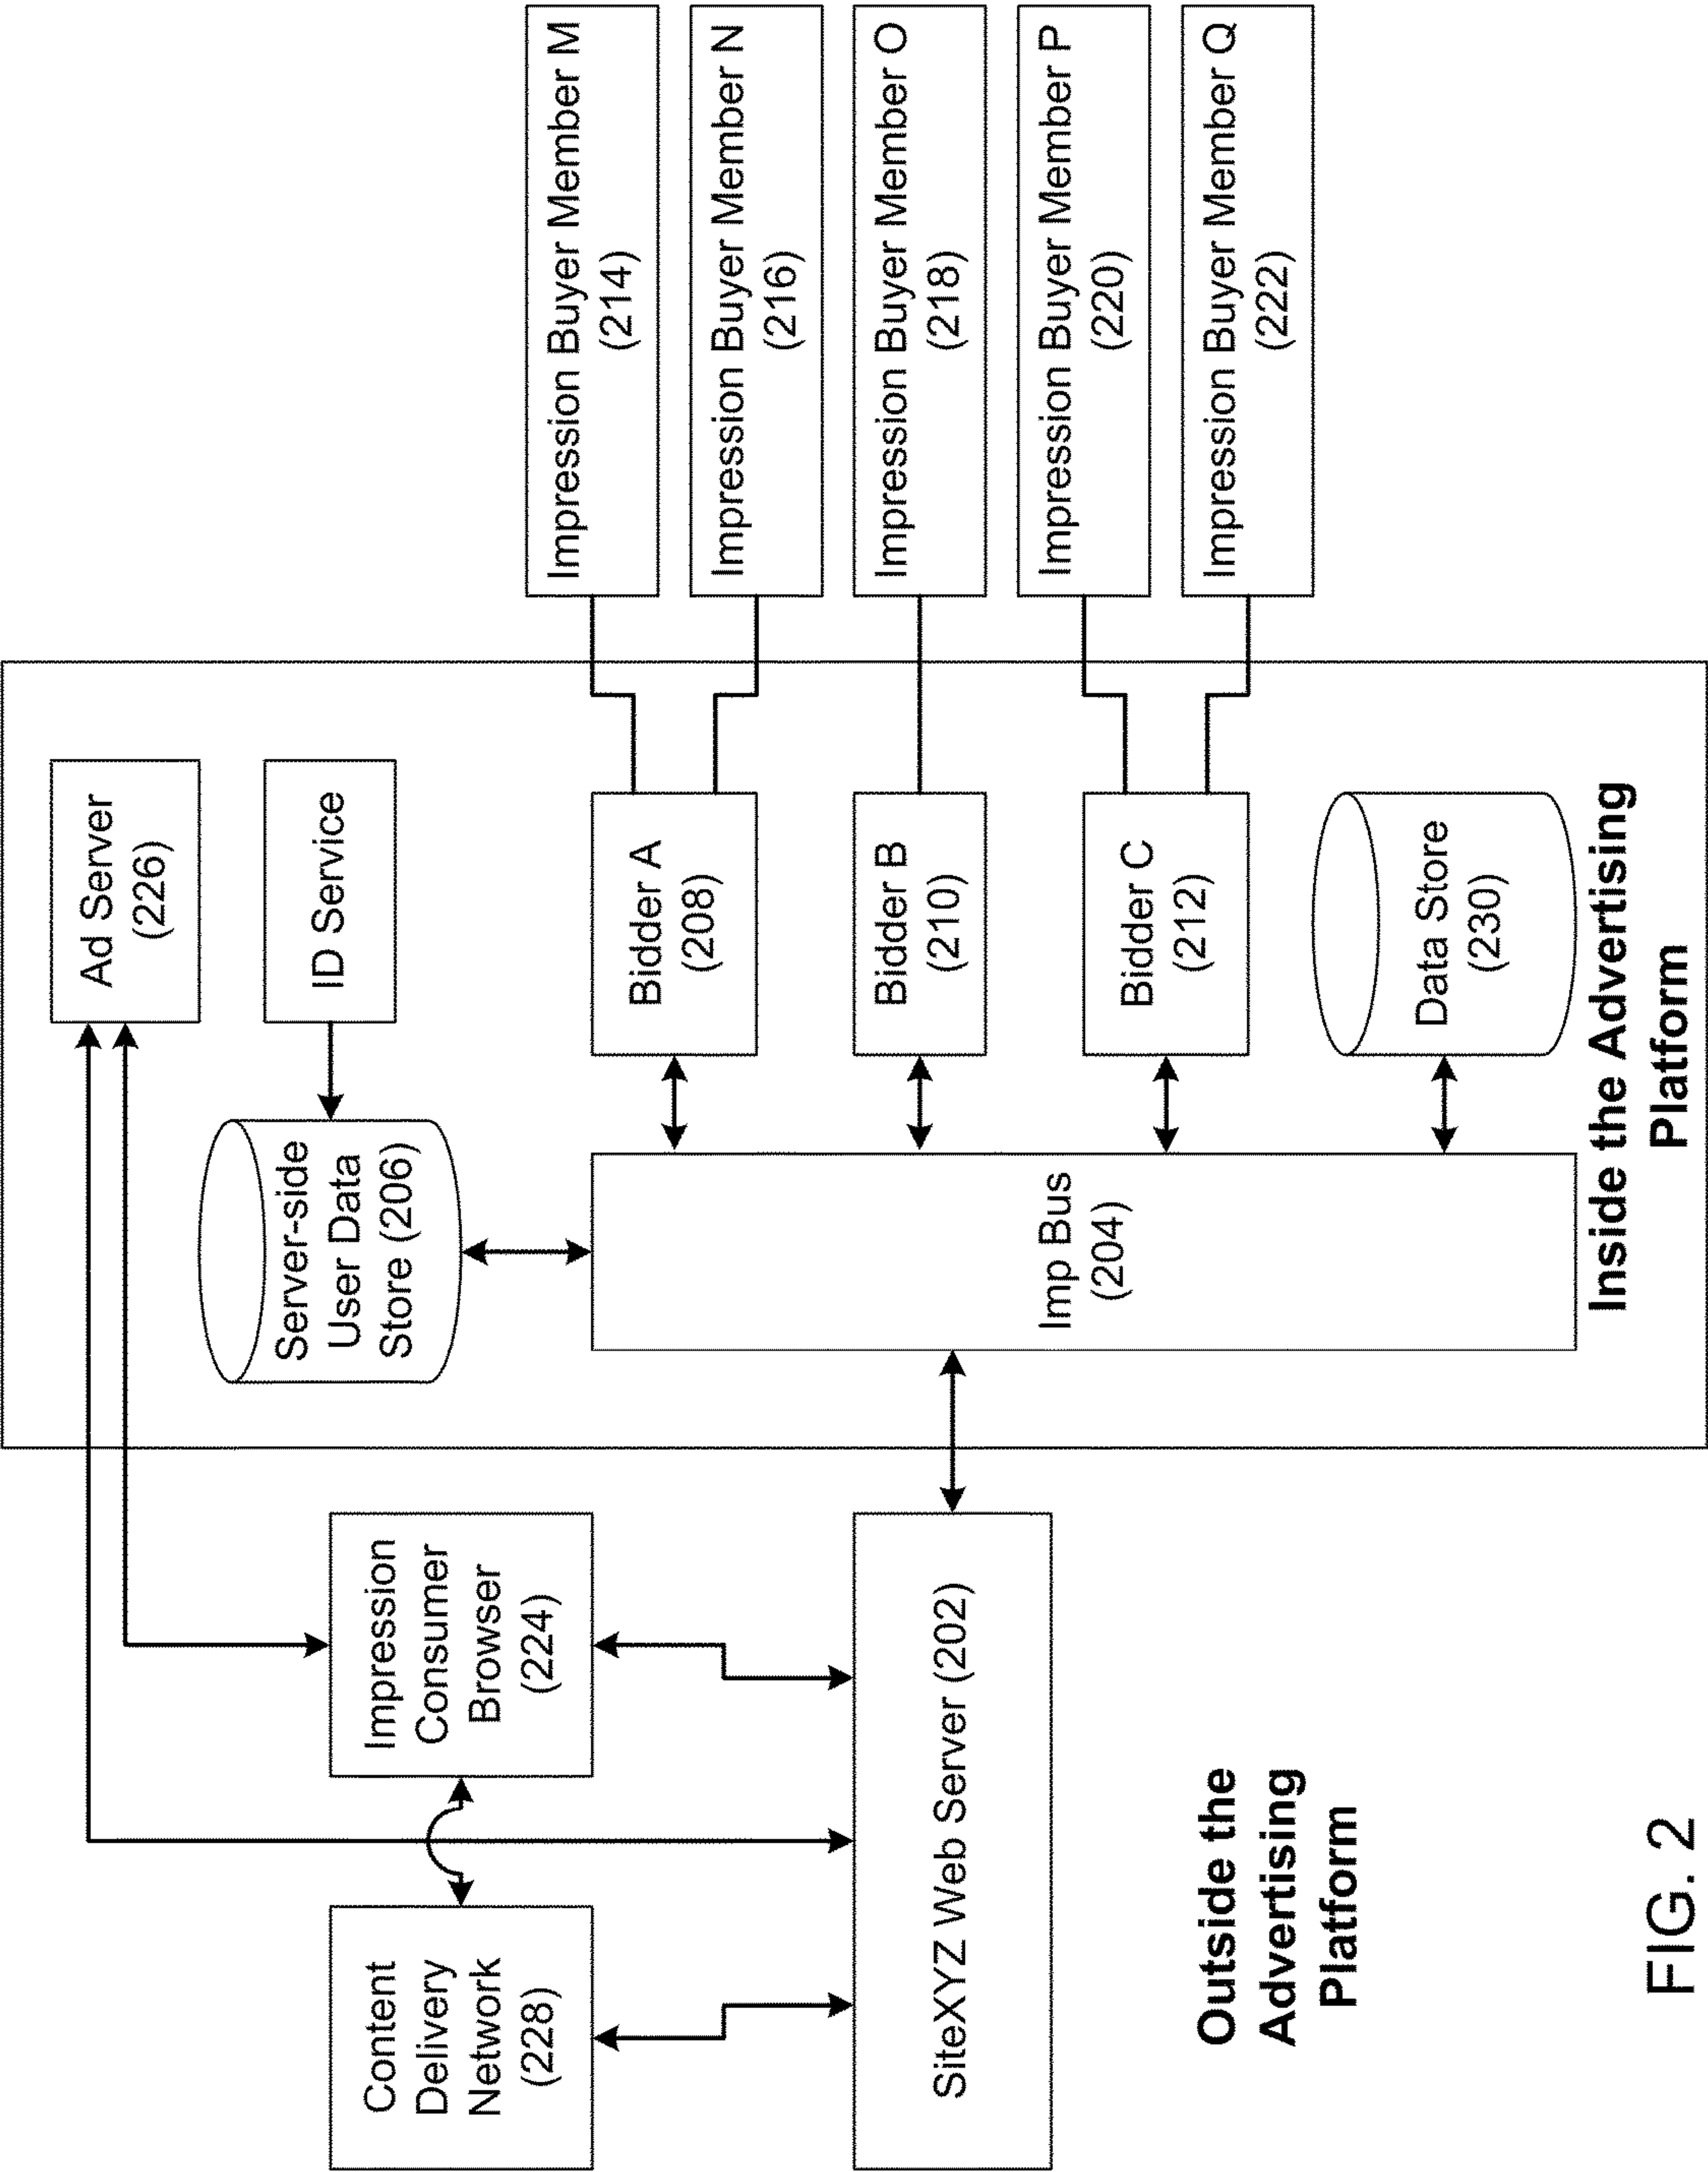 Content
Delivery
Network
(228)
Impression
Consumer
Browser
(224)
SiteXYZ Web Server (202)
Outside the
Advertising
Platform
Ad Server
(226)
ID Service
Server-side
User Data
Store (206)
Imp Bus
(204)
Bidder A
(208)
Bidder B
(210)
Bidder C
(212)
Data Store
(230)
Inside the Advertising
Platform
Impression Buyer Member M
(214)
Impression Buyer Member N
(216)
Impression Buyer Member O
(218)
Impression Buyer Member P
(220)
Impression Buyer Member Q
(222)
FIG. 2